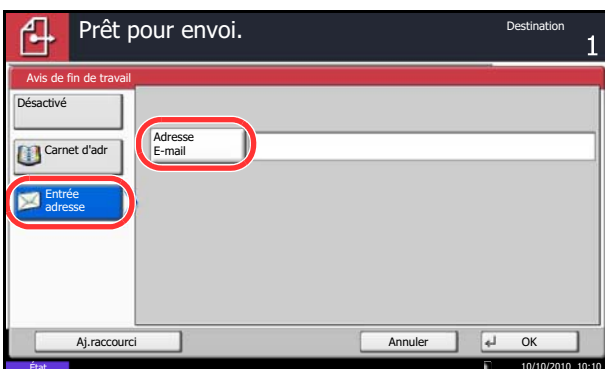 Prêt pour envoi.
Destination
1
Avis de fin de travail
Désactivé
Carnet d'adr
Adresse
E-mail
Entrée
adresse
Aj.raccourci
Annuler
OK
État
10/10/2010 10:10